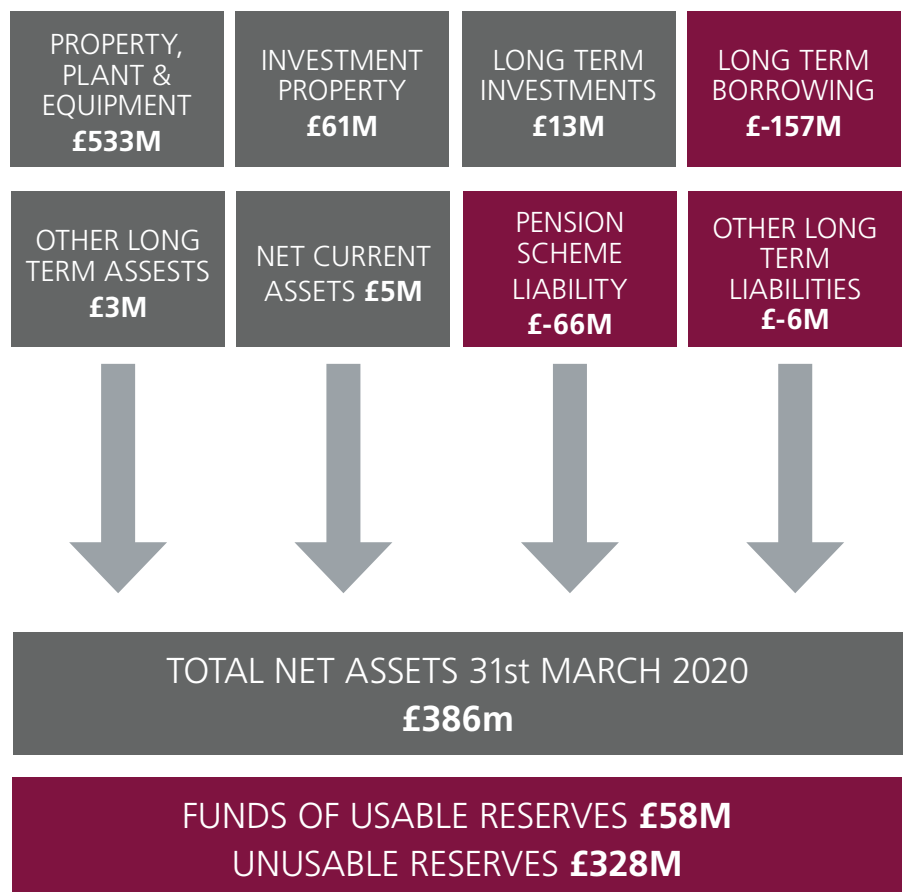 PROPERTY,
PLANT &
EQUIPMENT
£533M
INVESTMENT
PROPERTY
£61M
LONG TERM
INVESTMENTS
£13M
LONG TERM
BORROWING
£-157M
OTHER LONG
TERM ASSESTS
£3M
NET CURRENT
ASSETS £5M
PENSION
SCHEME
LIABILITY
£-66M
OTHER LONG
TERM
LIABILITIES
£-6M
TOTAL NET ASSETS 31st MARCH 2020
£386m
FUNDS OF USABLE RESERVES £58M
UNUSABLE RESERVES £328M